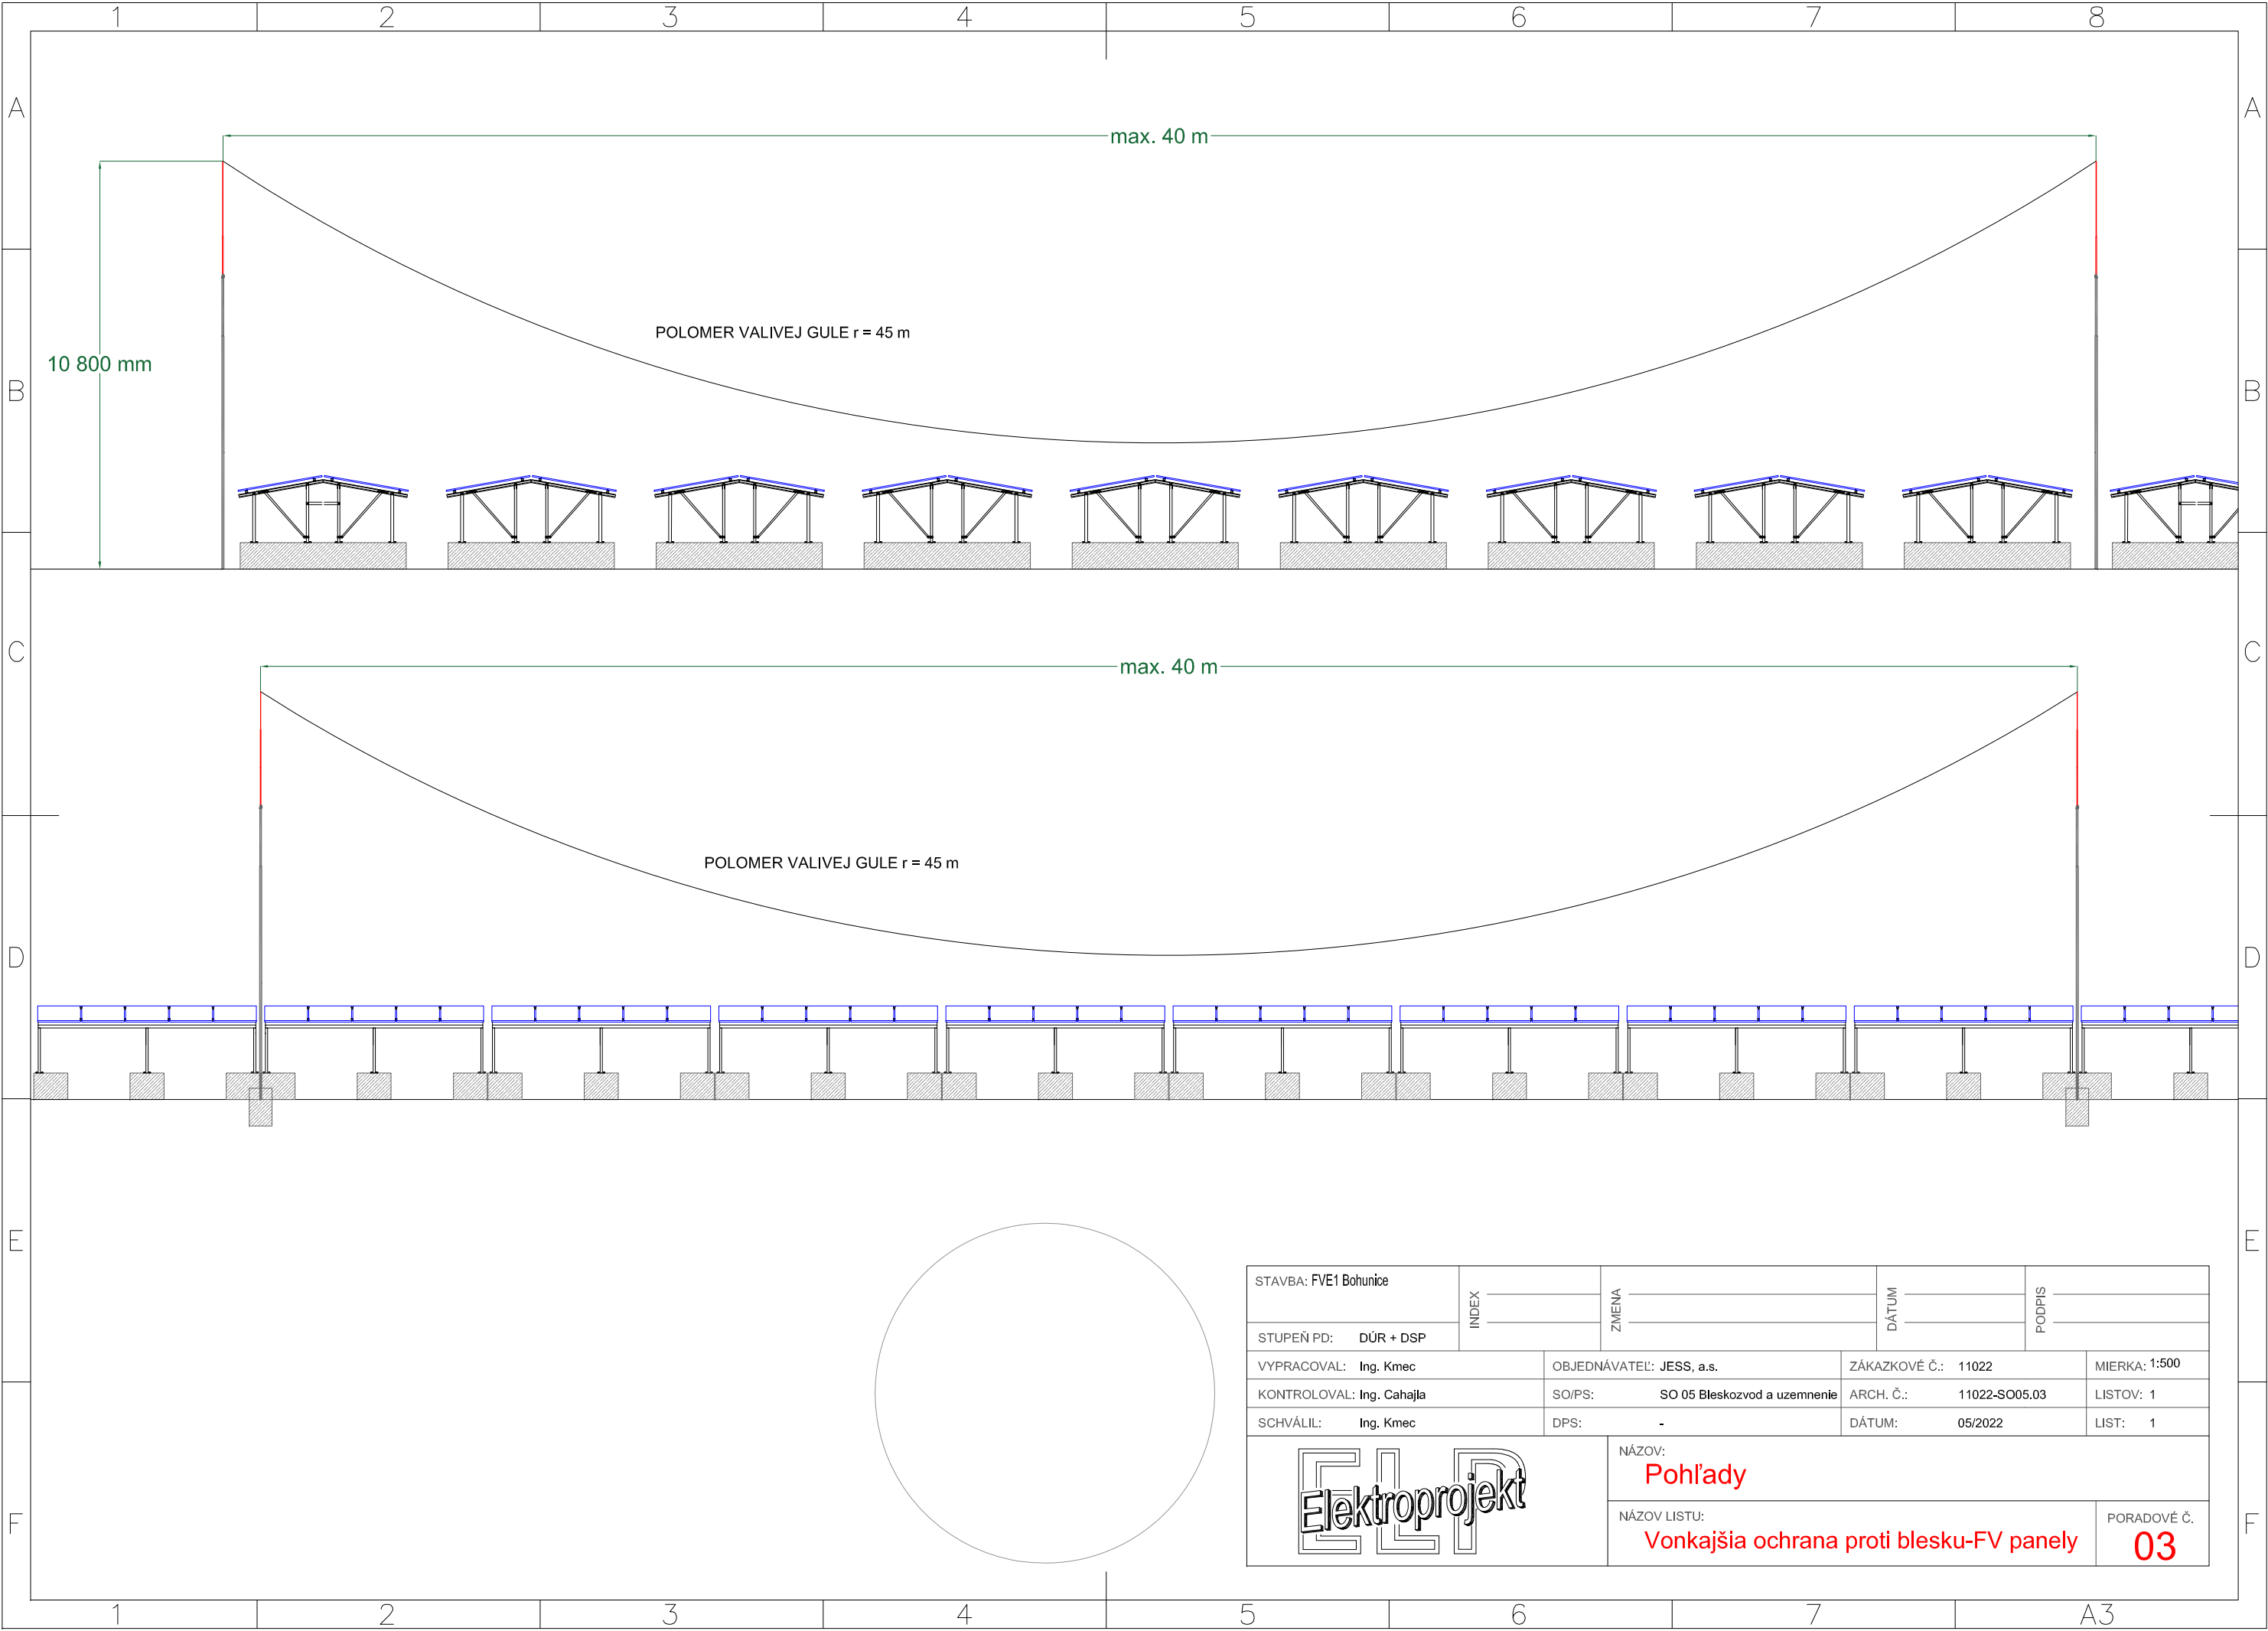 1 2 3 4 5 6 7 8
A A
max. 40 m
POLOMER VALIVEJ GULE r = 45 m
10 800 mm
B B
C C
max. 40 m
POLOMER VALIVEJ GULE r = 45 m
D D
E E
STAVBA: FVE1 Bohunice
INDEX
ZMENA
DÁTUM
PODPIS
STUPEŇ PD: DÚR + DSP
VYPRACOVAL: Ing. Kmec OBJEDNÁVATEĽ: JESS, a.s. ZÁKAZKOVÉ Č.: 11022 MIERKA: 1:500
KONTROLOVAL: Ing. Cahajla SO/PS: SO 05 Bleskozvod a uzemnenie ARCH. Č.: 11022-SO05.03 LISTOV: 1
SCHVÁLIL: Ing. Kmec DPS: - DÁTUM: 05/2022 LIST: 1
ELP
Elektroprojekt
NÁZOV:
Pohľady
NÁZOV LISTU:
Vonkajšia ochrana proti blesku-FV panely
PORADOVÉ Č.
03
F F
1 2 3 4 5 6 7 A3